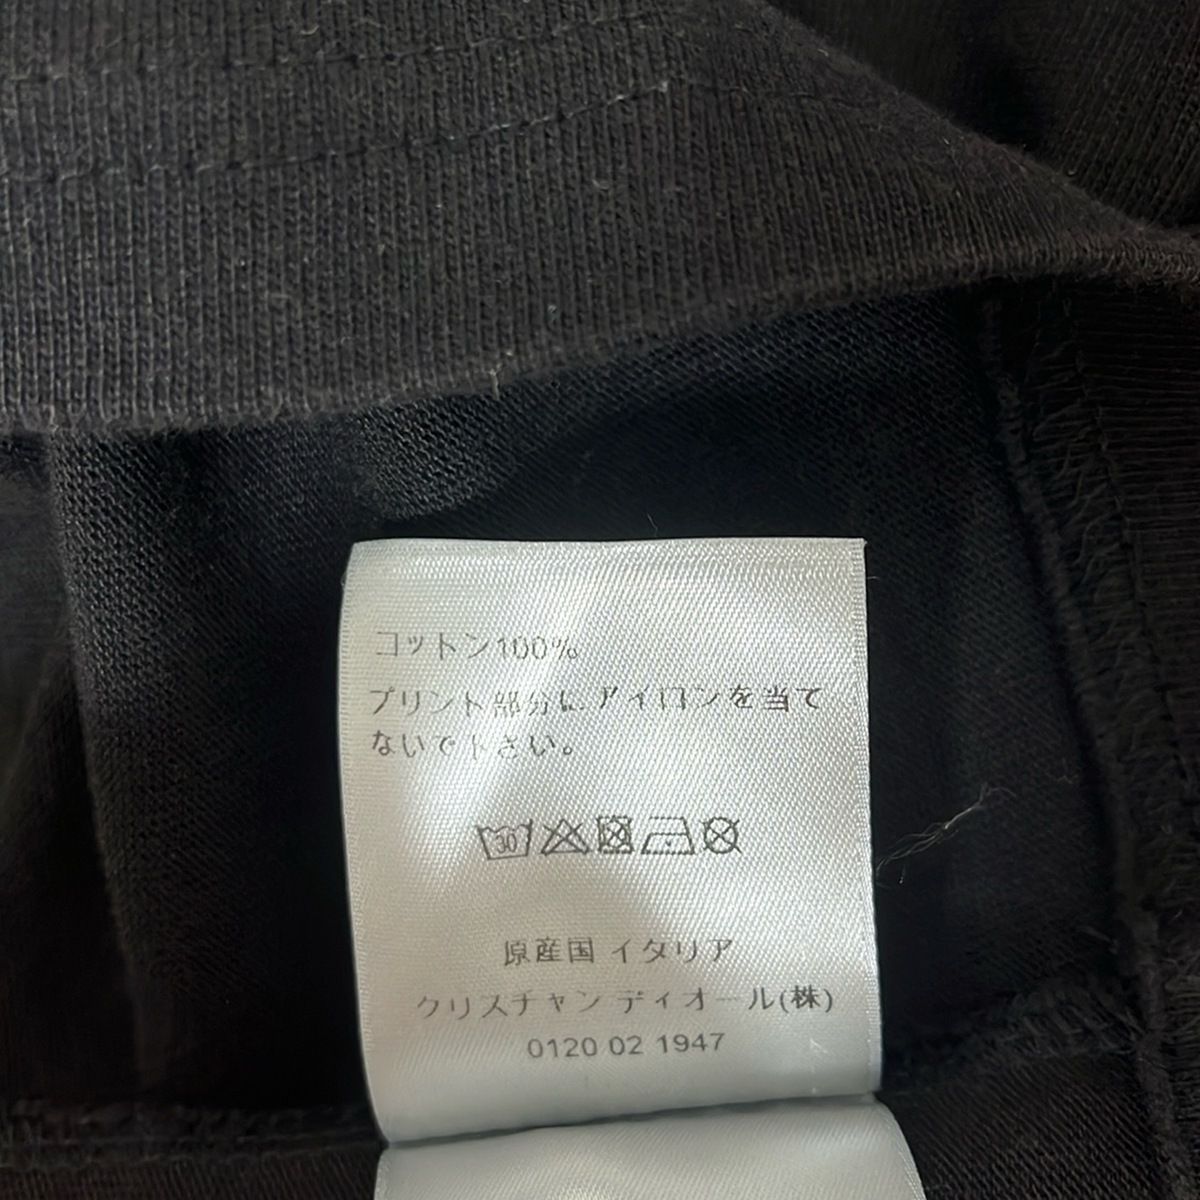 コットン100%
プリント部分にアイロンを当て
ないで下さい。
30
原産国 イタリア
クリスチャン ディオール(株)
0120 02 1947